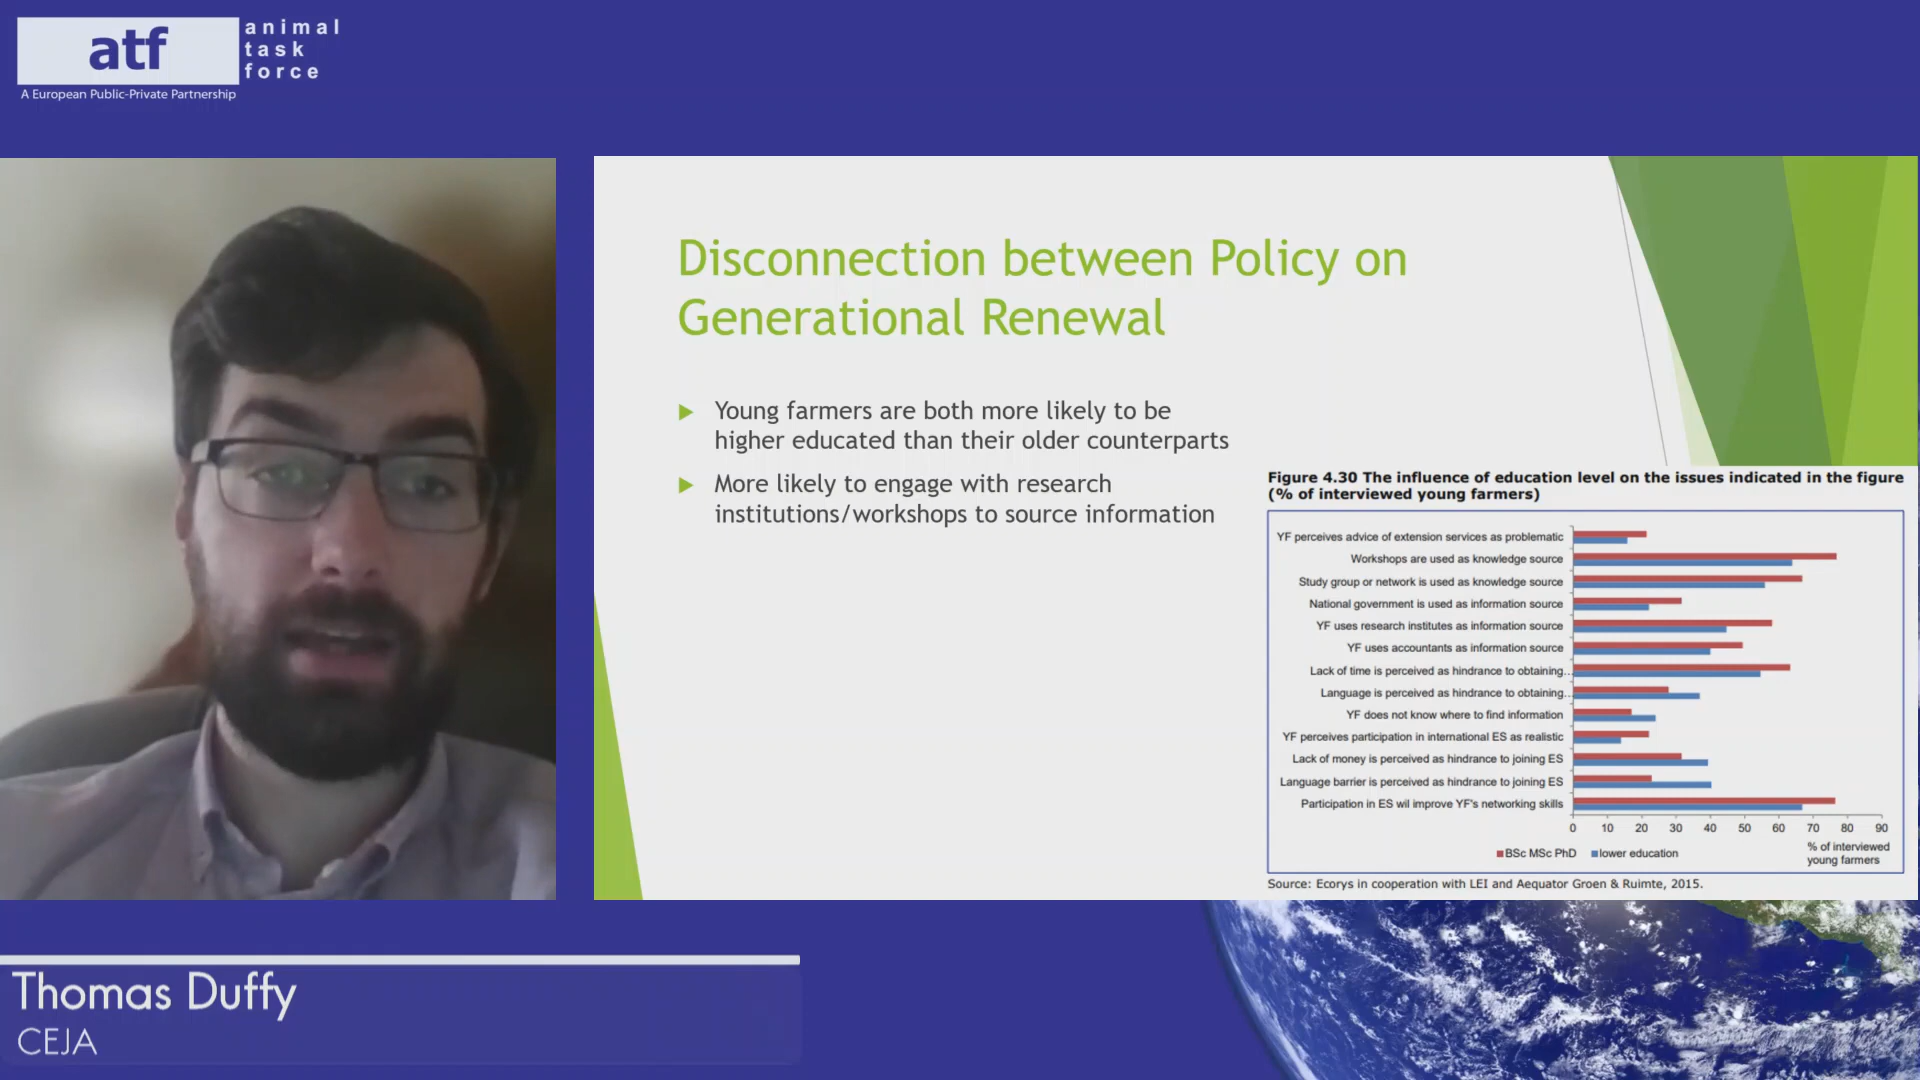 atf
animal
task
force
A European Public-Private Partnership
Disconnection between Policy on
Generational Renewal
Young farmers are both more likely to be
higher educated than their older counterparts
More likely to engage with research
institutions/workshops to source information
Figure 4.30 The influence of education level on the issues indicated in the figure
(% of interviewed young farmers)
YF perceives advice of extension services as problematic
Workshops are used as knowledge source
Study group or network is used as knowledge source
National government is used as information source
YF uses research institutes as information source
YF uses accountants as information source
Lack of time is perceived as hindrance to obtaining...
Language is perceived as hindrance to obtaining...
YF does not know where to find information
YF perceives participation in international ES as realistic
Lack of money is perceived as hindrance to joining ES
Language barrier is perceived as hindrance to joining ES
Participation in ES wil improve YF's networking skills
0 10 20 30 40 50 60 70 80 90
BSc MSc PhD lower education
% of interviewed
young farmers
Source: Ecorys in cooperation with LEI and Aequator Groen & Ruimte, 2015.
Thomas Duffy
CEJA